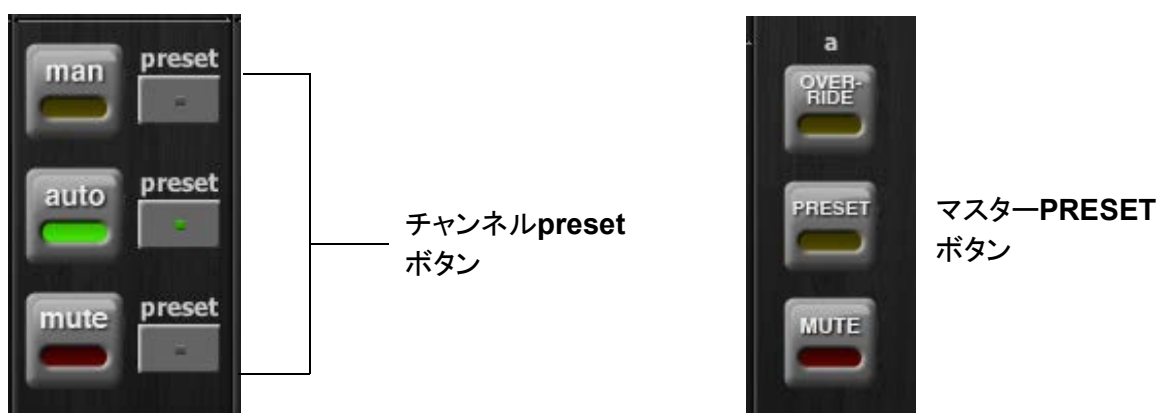 man
preset
auto
preset
mute
preset
チャンネルpreset
ボタン
a
OVER-
RIDE
PRESET
MUTE
マスターPRESET
ボタン